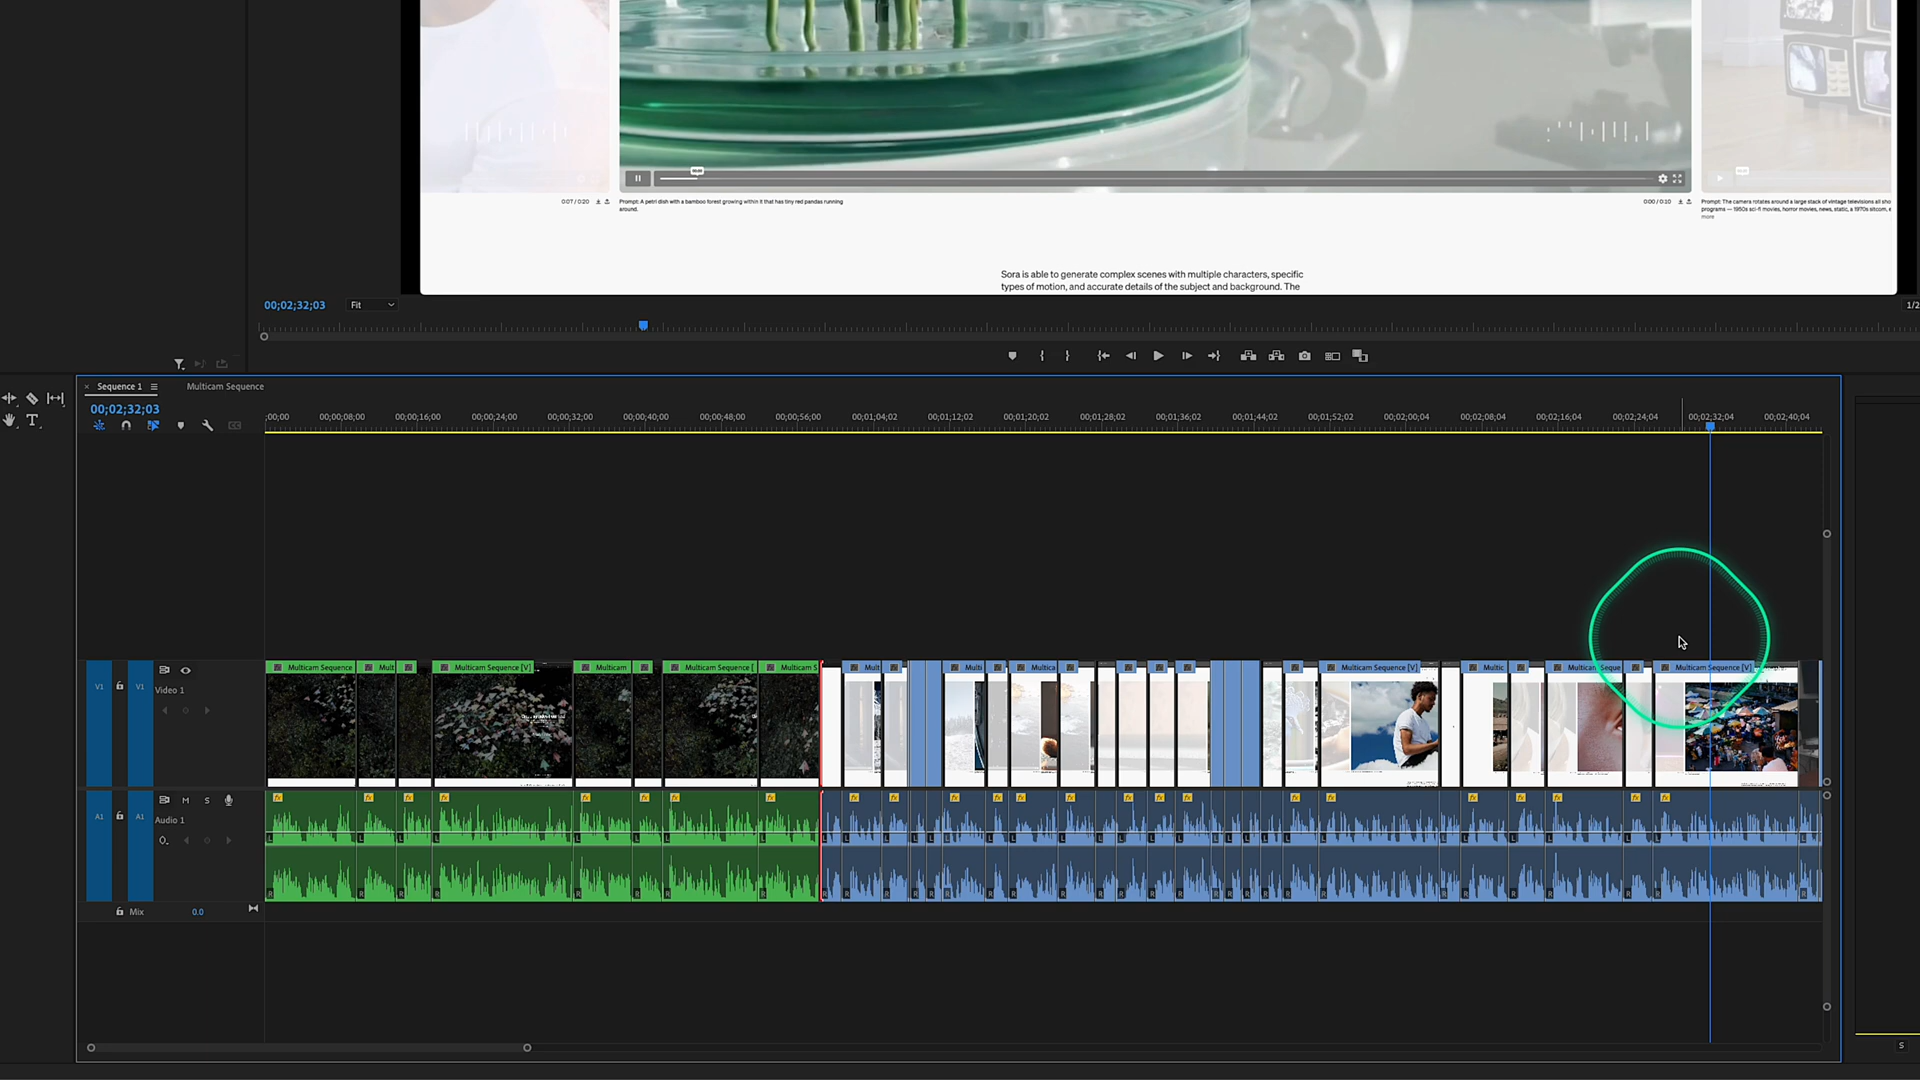 0:07 / 0:20
Prompt: A petri dish with a bamboo forest growing within it that has tiny red pandas running
around.
0:00 / 0:10
Prompt: The camera rotates around a large stack of vintage televisions all sho
programs — 1950s sci-fi movies, horror movies, news, static, a 1970s sitcom, e
more
Sora is able to generate complex scenes with multiple characters, specific
types of motion, and accurate details of the subject and background. The
00;02;32;03
Fit
1/2
× Sequence 1
Multicam Sequence
00;02;32;03
;00;00
00;00;08;00
00;00;16;00
00;00;24;00
00;00;32;00
00;00;40;00
00;00;48;00
00;00;56;00
00;01;04;02
00;01;12;02
00;01;20;02
00;01;28;02
00;01;36;02
00;01;44;02
00;01;52;02
00;02;00;04
00;02;08;04
00;02;16;04
00;02;24;04
00;02;32;04
00;02;40;04
Multicam Sequence
Mult
Multicam Sequence [V]
Multicam
Multicam Sequence [
Multicam S
Mult
Multi
Multica
Multicam Sequence [V]
Multic
Multicam Seque
Multicam Sequence [V]
V1
V1
Video 1
A1
A1
M
S
Audio 1
Mix
0.0
S